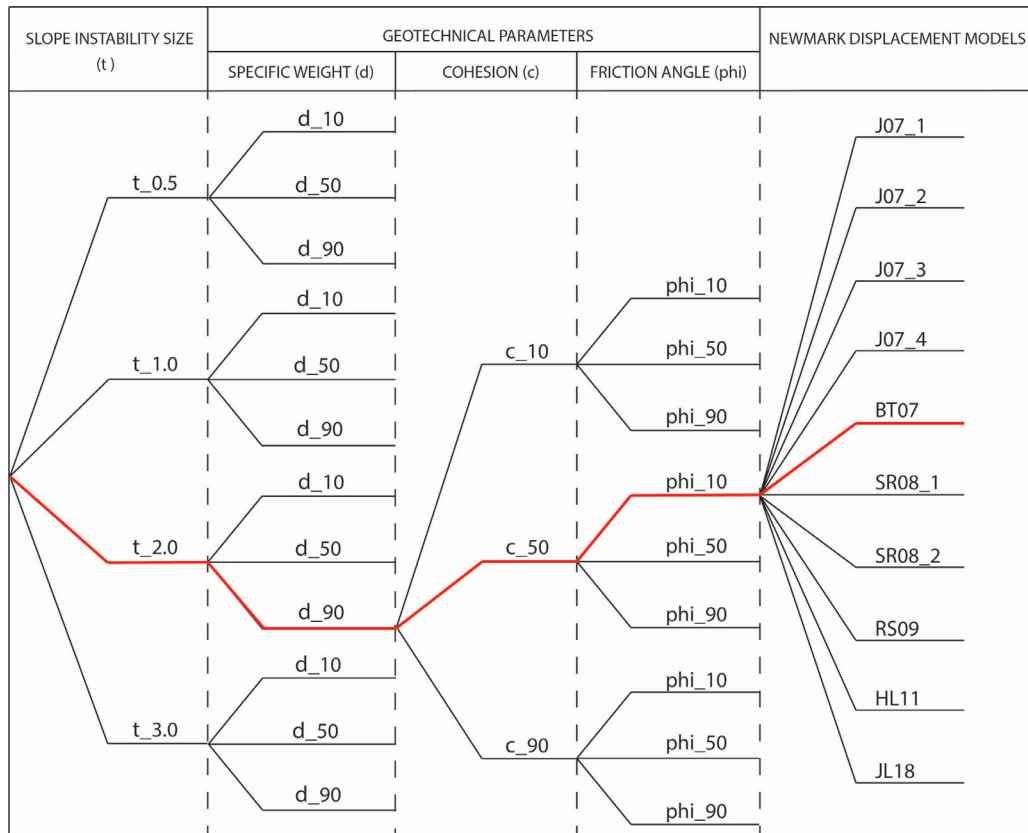 SLOPE INSTABILITY SIZE
(t )
GEOTECHNICAL PARAMETERS
NEWMARK DISPLACEMENT MODELS
SPECIFIC WEIGHT (d)
COHESION (c)
FRICTION ANGLE (phi)
t_0.5
t_1.0
t_2.0
t_3.0
d_10
d_50
d_90
d_10
d_50
d_90
d_10
d_50
d_90
d_10
d_50
d_90
c_10
c_50
c_90
phi_10
phi_50
phi_90
phi_10
phi_50
phi_90
phi_10
phi_50
phi_90
J07_1
J07_2
J07_3
J07_4
BT07
SR08_1
SR08_2
RS09
HL11
JL18